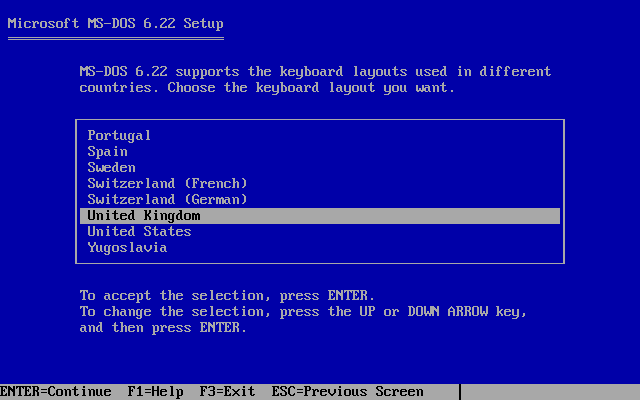 Microsoft MS-DOS 6.22 Setup
MS-DOS 6.22 supports the keyboard layouts used in different
countries. Choose the keyboard layout you want.
Portugal
Spain
Sweden
Switzerland (French)
Switzerland (German)
United Kingdom
United States
Yugoslavia
To accept the selection, press ENTER.
To change the selection, press the UP or DOWN ARROW key,
and then press ENTER.
ENTER=Continue  F1=Help  F3=Exit  ESC=Previous Screen